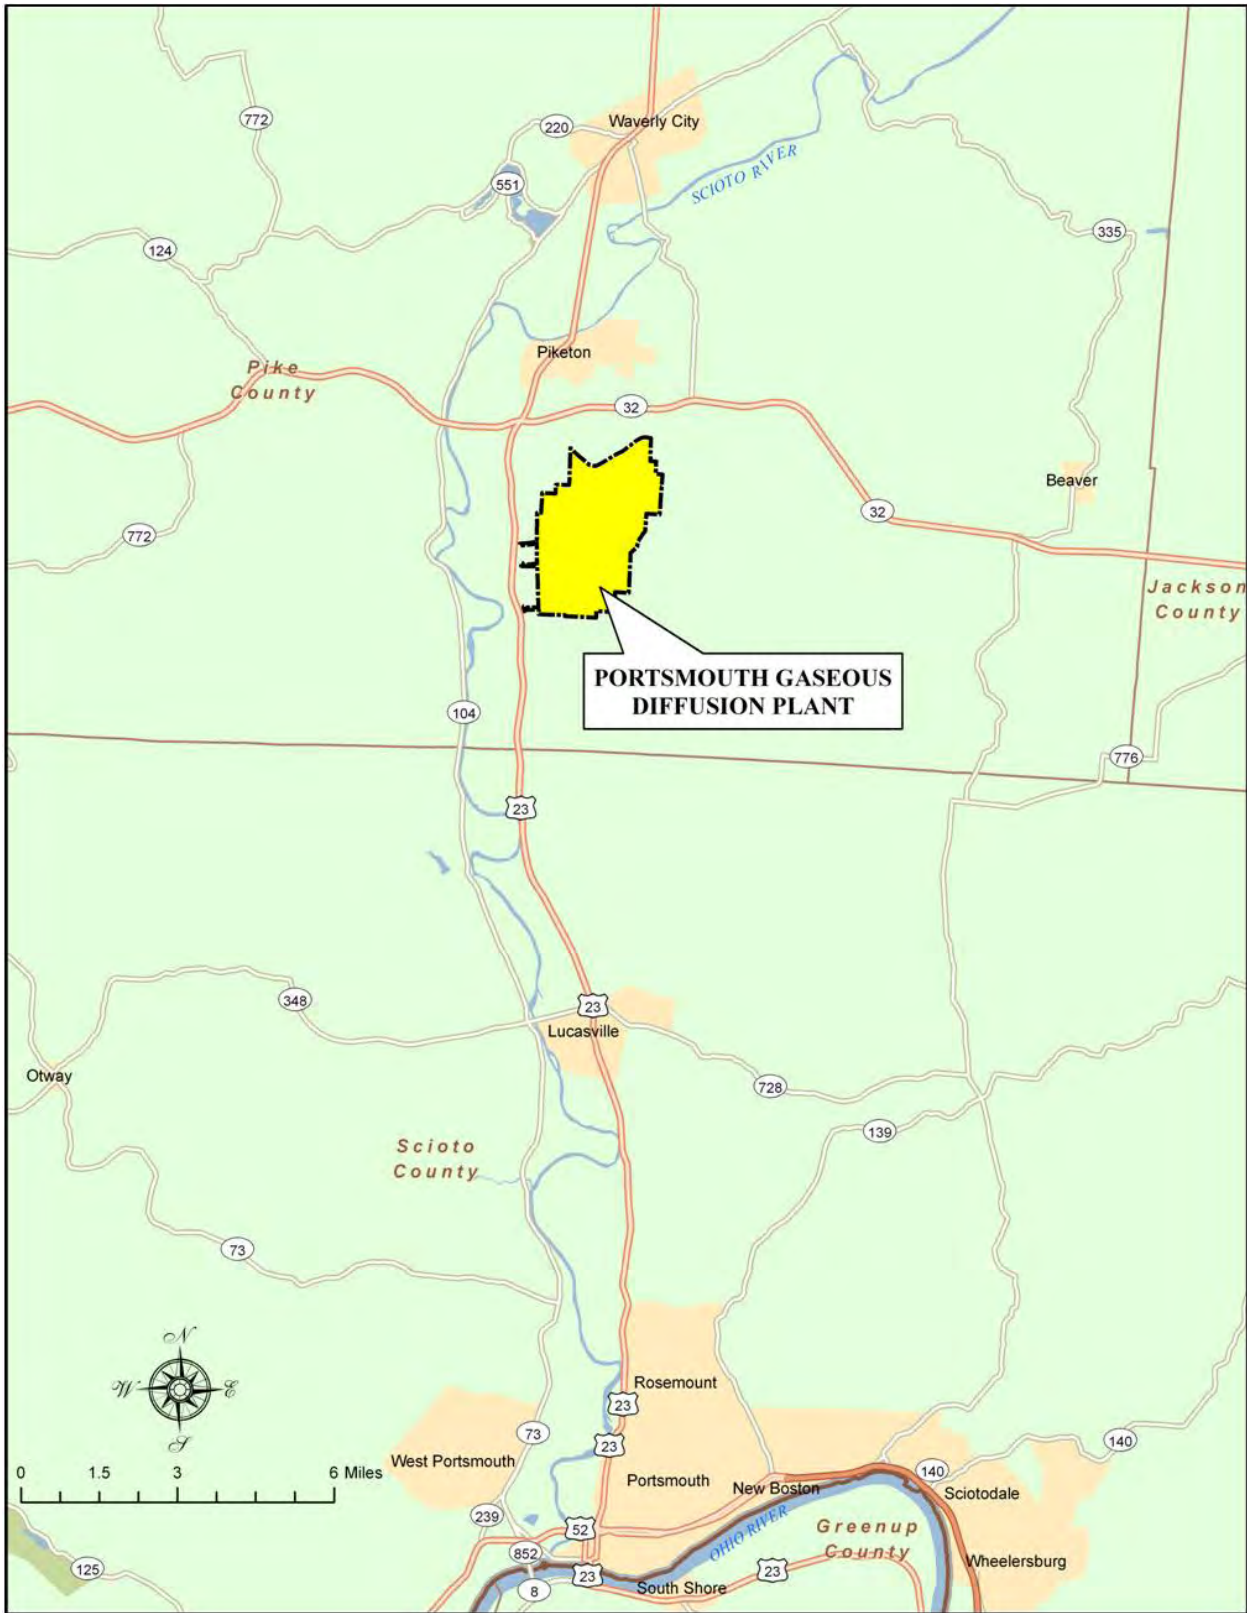 772
220
Waverly City
SCIOTO RIVER
551
124
335
Piketon
Pike
County
32
Beaver
32
772
Jackson
County
PORTSMOUTH GASEOUS
DIFFUSION PLANT
104
776
23
348
23
Lucasville
Otway
728
139
Scioto
County
73
N
W
E
S
Rosemount
23
73
23
140
West Portsmouth
0 1.5 3 6 Miles
Portsmouth
New Boston
140
Sciotodale
239
52
OHIO RIVER
Greenup
County
852
Wheelersburg
125
23
23
8
South Shore